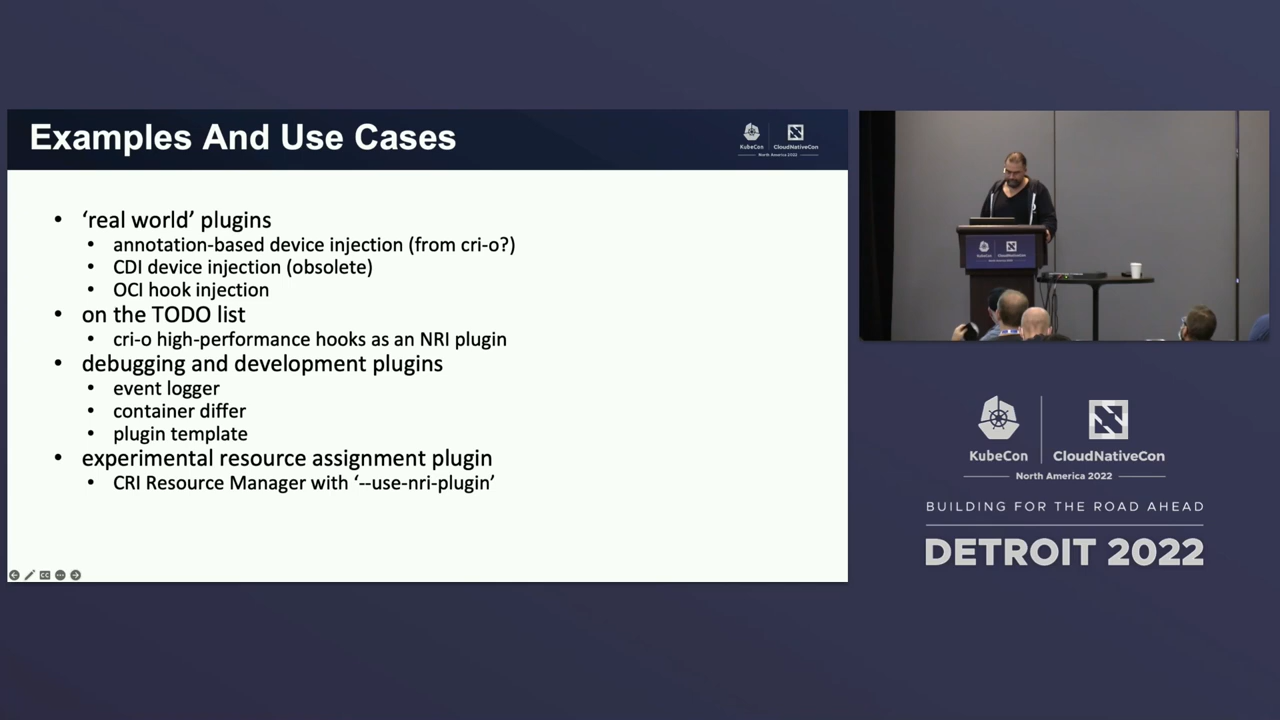 Examples And Use Cases
KubeCon
CloudNativeCon
North America 2022
• ‘real world’ plugins
• annotation-based device injection (from cri-o?)
• CDI device injection (obsolete)
• OCI hook injection
• on the TODO list
• cri-o high-performance hooks as an NRI plugin
• debugging and development plugins
• event logger
• container differ
• plugin template
• experimental resource assignment plugin
• CRI Resource Manager with ‘--use-nri-plugin’
KubeCon
CloudNativeCon
North America 2022
BUILDING FOR THE ROAD AHEAD
DETROIT 2022